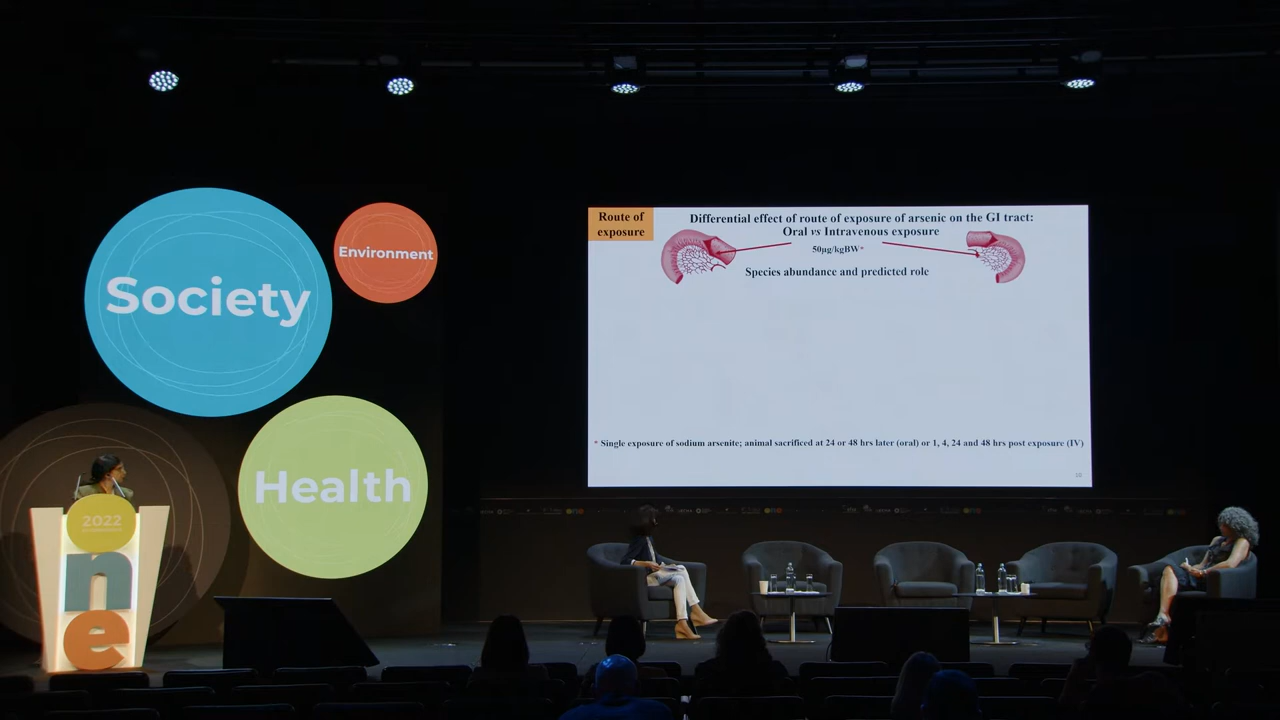 Society
Environment
Health
2022
ne
Route of
exposure
Differential effect of route of exposure of arsenic on the GI tract:
Oral vs Intravenous exposure
50µg/kgBW*
Species abundance and predicted role
* Single exposure of sodium arsenite; animal sacrificed at 24 or 48 hrs later (oral) or 1, 4, 24 and 48 hrs post exposure (IV)